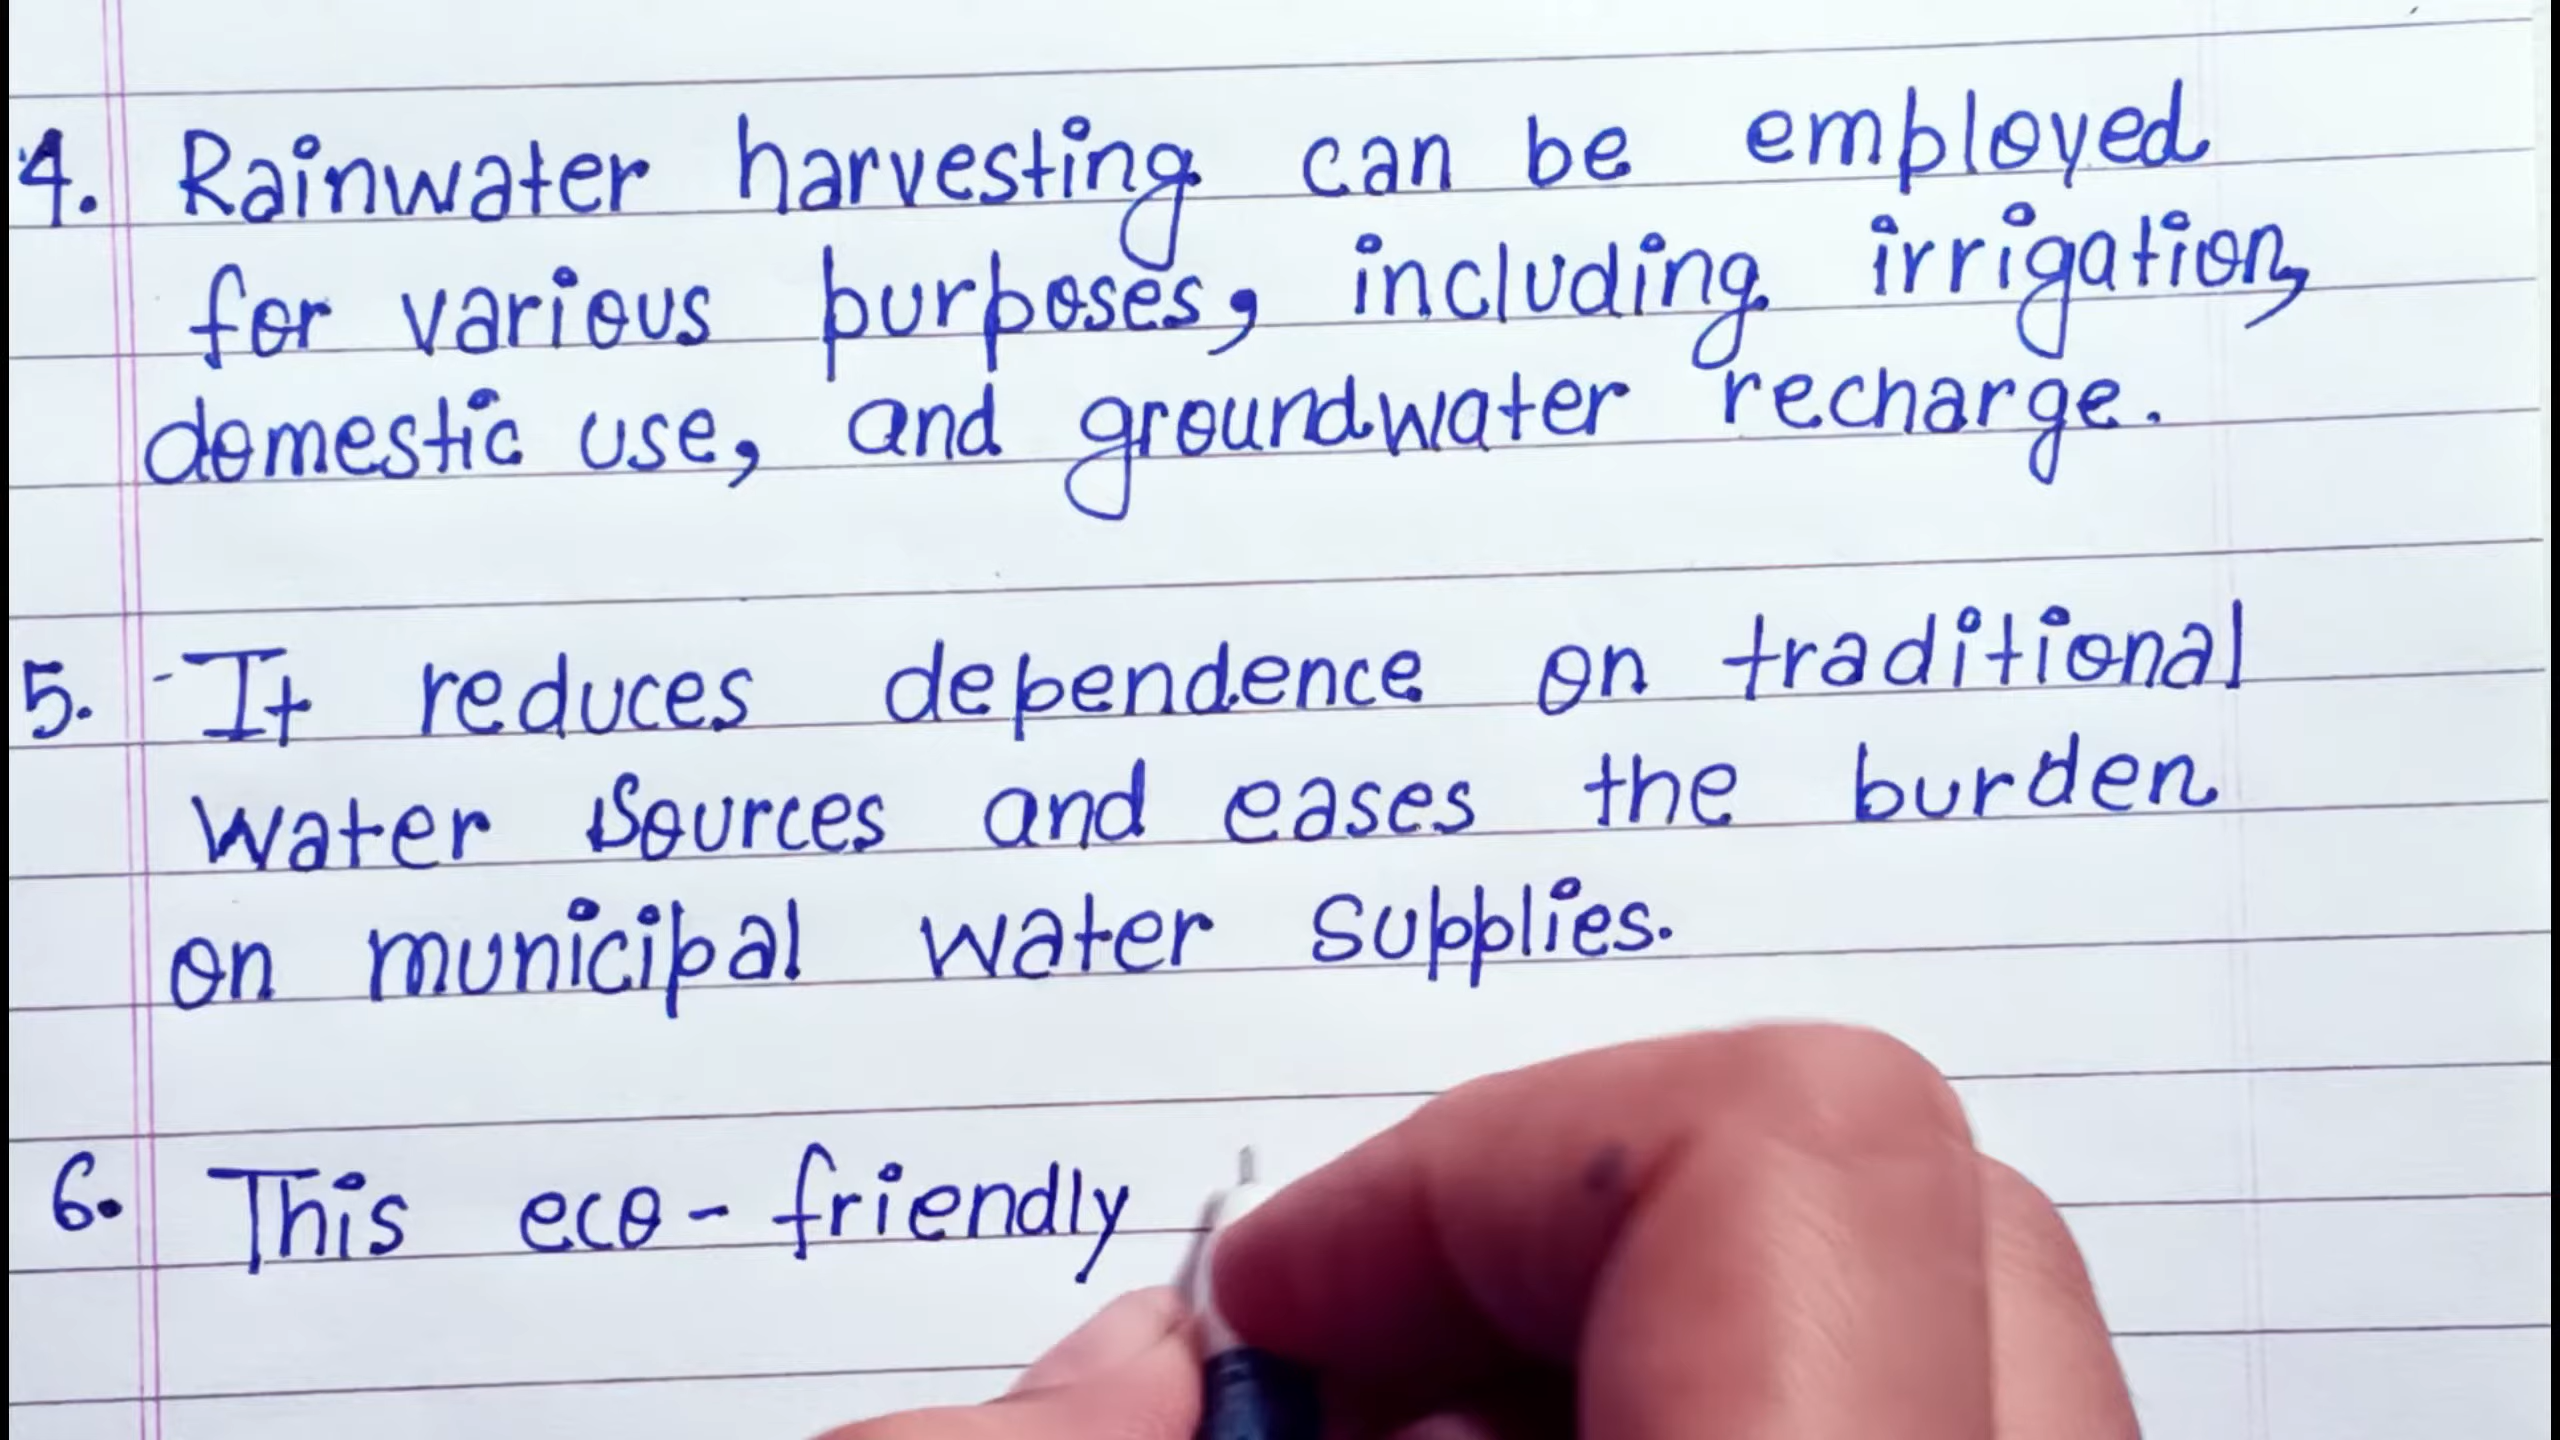 4. Rainwater harvesting can be employed
for various purposes, including irrigation,
domestic use, and groundwater recharge.
5. It reduces dependence on traditional
water sources and eases the burden
on municipal water supplies.
6. This eco-friendly